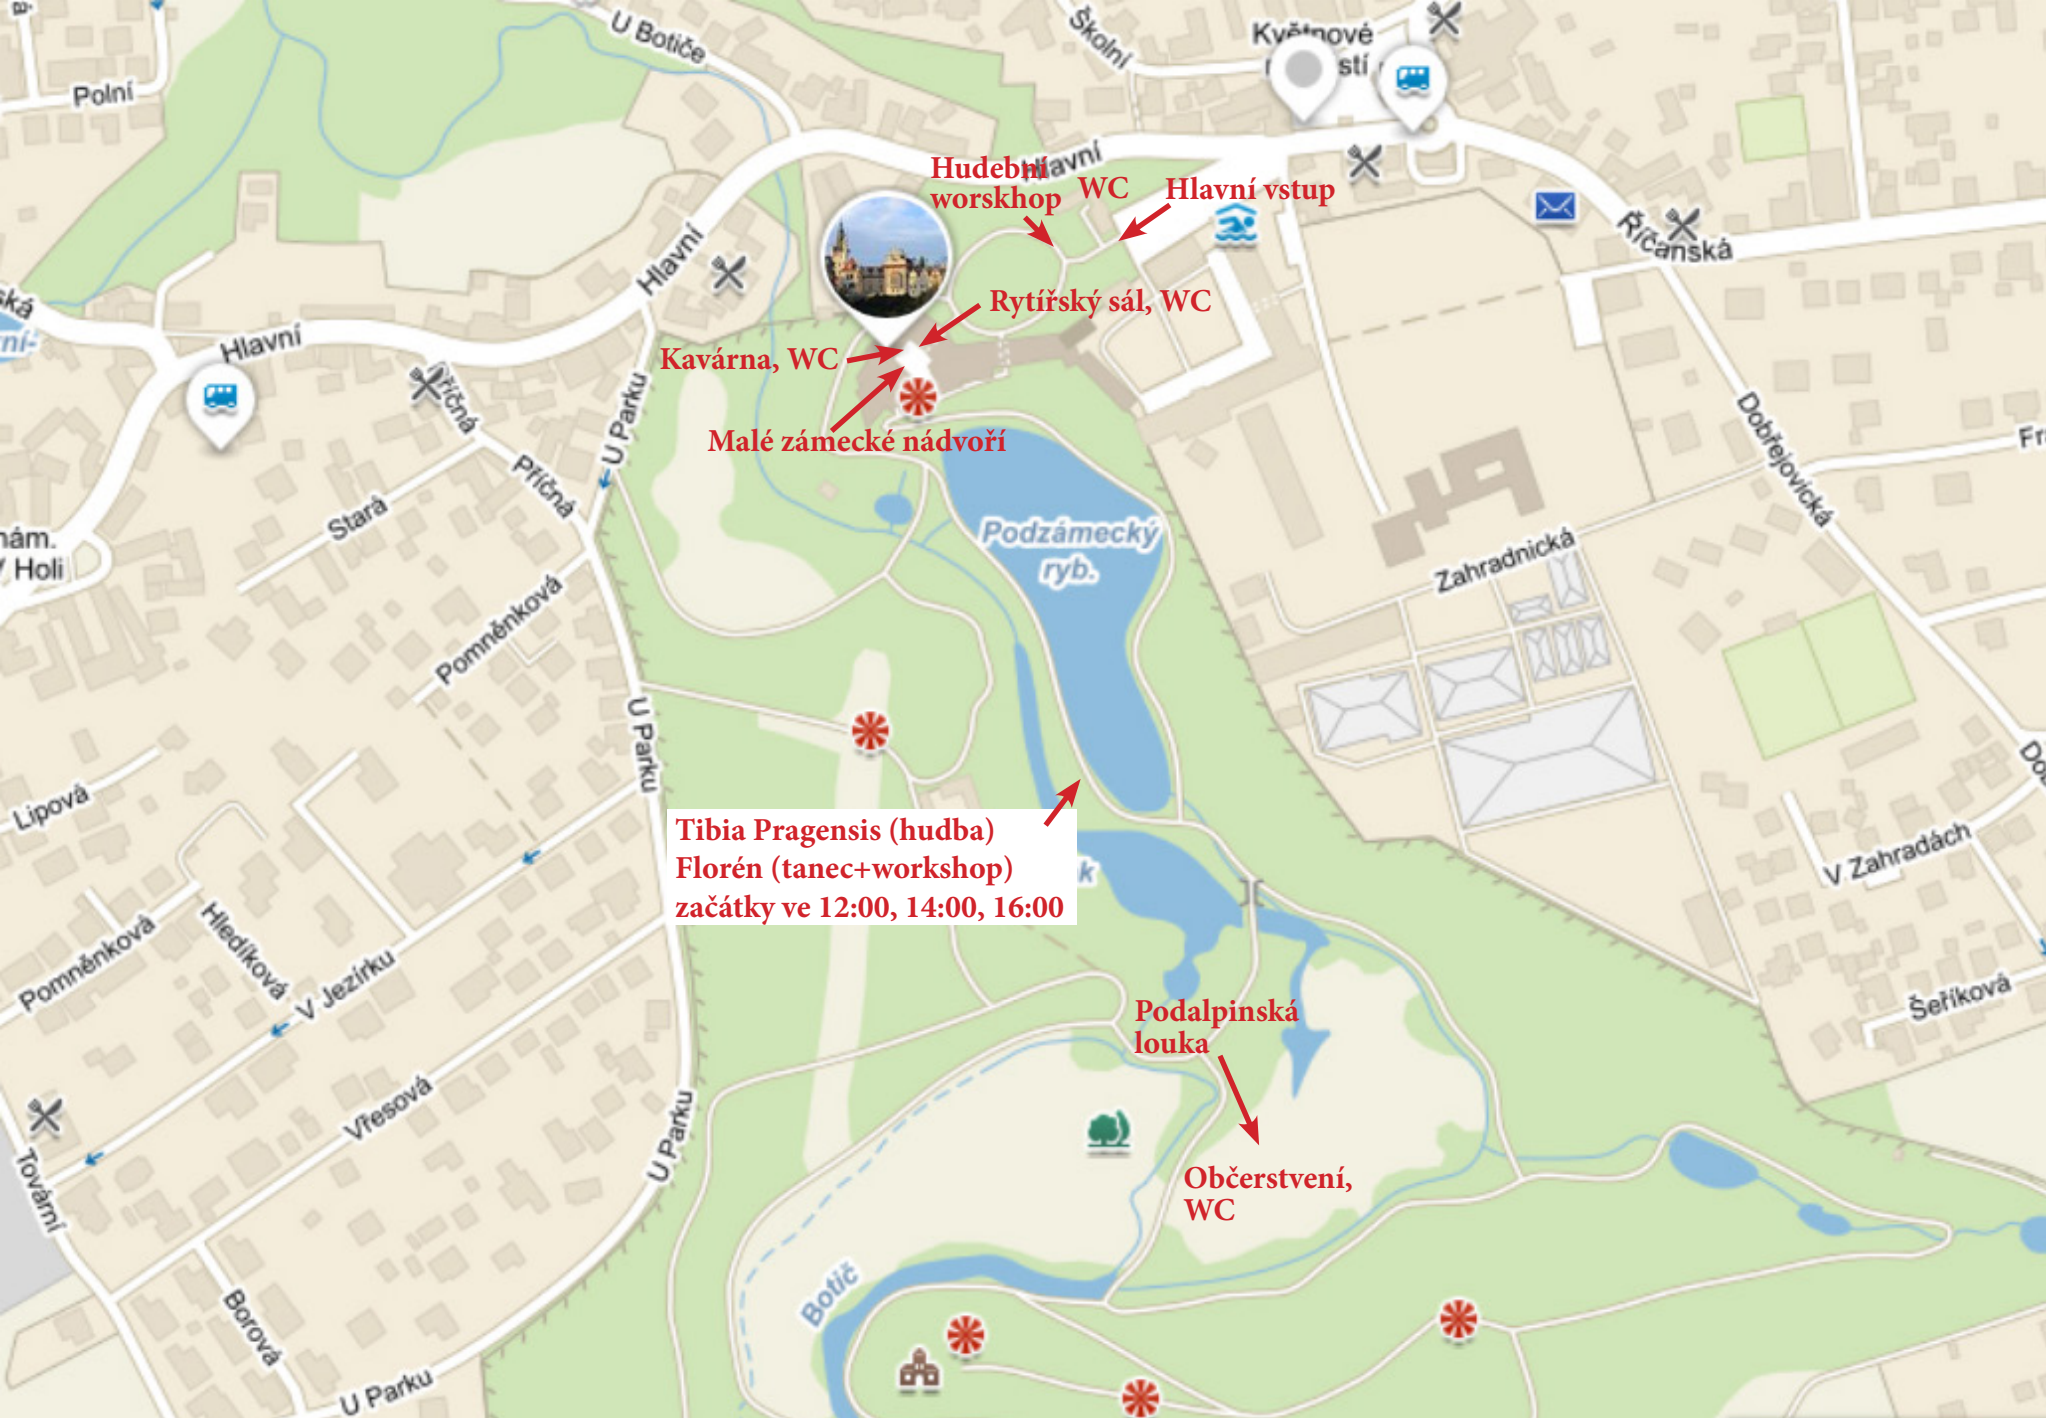 U Botiče
Školní
Květnové
Polní
Hlavní
Hudební
worskhop
WC
Hlavní vstup
Říčanská
Hlavní
Rytířský sál, WC
Hlavní
Kavárna, WC
Příčná
U Parku
Malé zámecké nádvoří
Dobřejovická
Příčná
Stará
nám.
Holi
Podzámecký
ryb.
Zahradnická
Pomněnková
U Parku
Lipová
Tibia Pragensis (hudba)
Florén (tanec+workshop)
začátky ve 12:00, 14:00, 16:00
V Zahradách
Pomněnková
Hledíková
V Jezírku
Šeříková
Podalpinská
louka
Vřesová
U Parku
Tovární
Občerstvení,
WC
Botič
Borová
U Parku